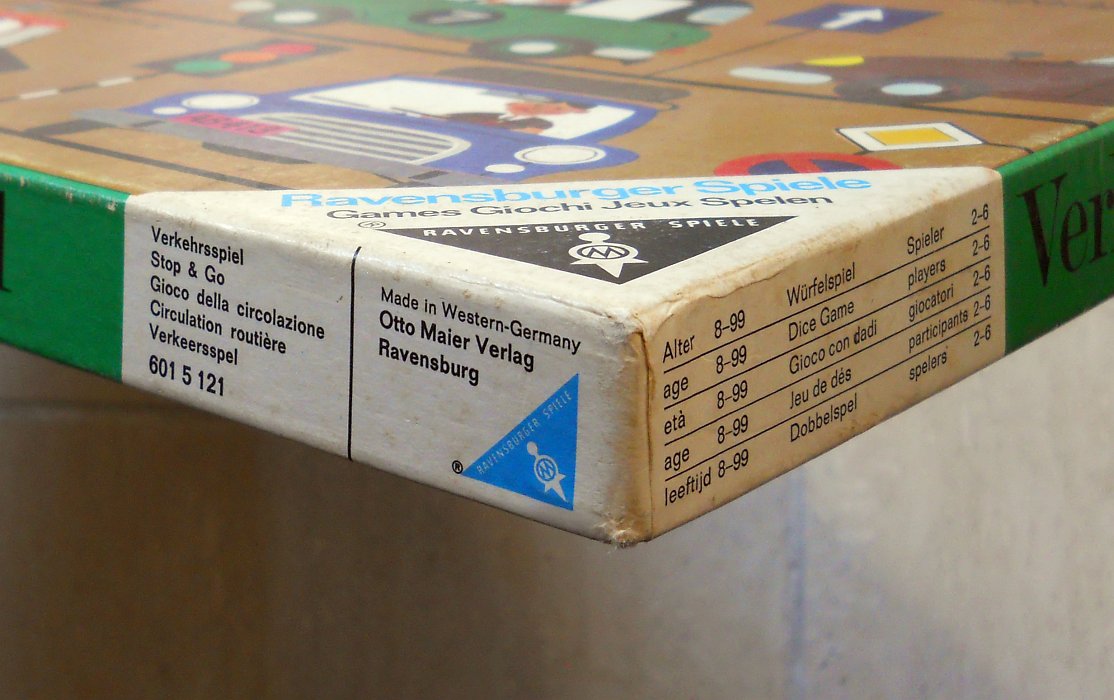 Ravensburger Spiele
Games Giochi Jeux Spelen
® RAVENSBURGER SPIELE
Verkehrsspiel
Stop & Go
Gioco della circolazione
Circulation routière
Verkeersspel
601 5 121
Made in Western-Germany
Otto Maier Verlag
Ravensburg
® RAVENSBURGER SPIELE
Alter 8–99 Würfelspiel Spieler 2–6
age 8–99 Dice Game players 2–6
età 8–99 Gioco con dadi giocatori 2–6
age 8–99 Jeu de dés participants 2–6
leeftijd 8–99 Dobbelspel spelers 2–6
Ver
7